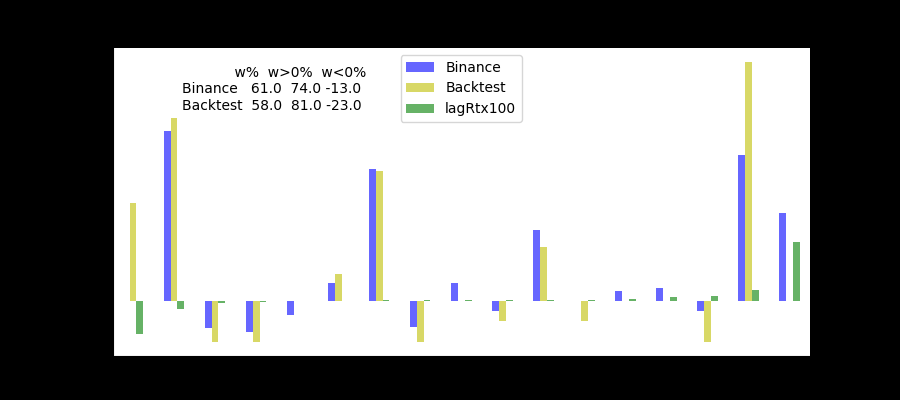 w%  w>0%  w<0%
Binance   61.0  74.0 -13.0
Backtest  58.0  81.0 -23.0
Binance
Backtest
lagRtx100